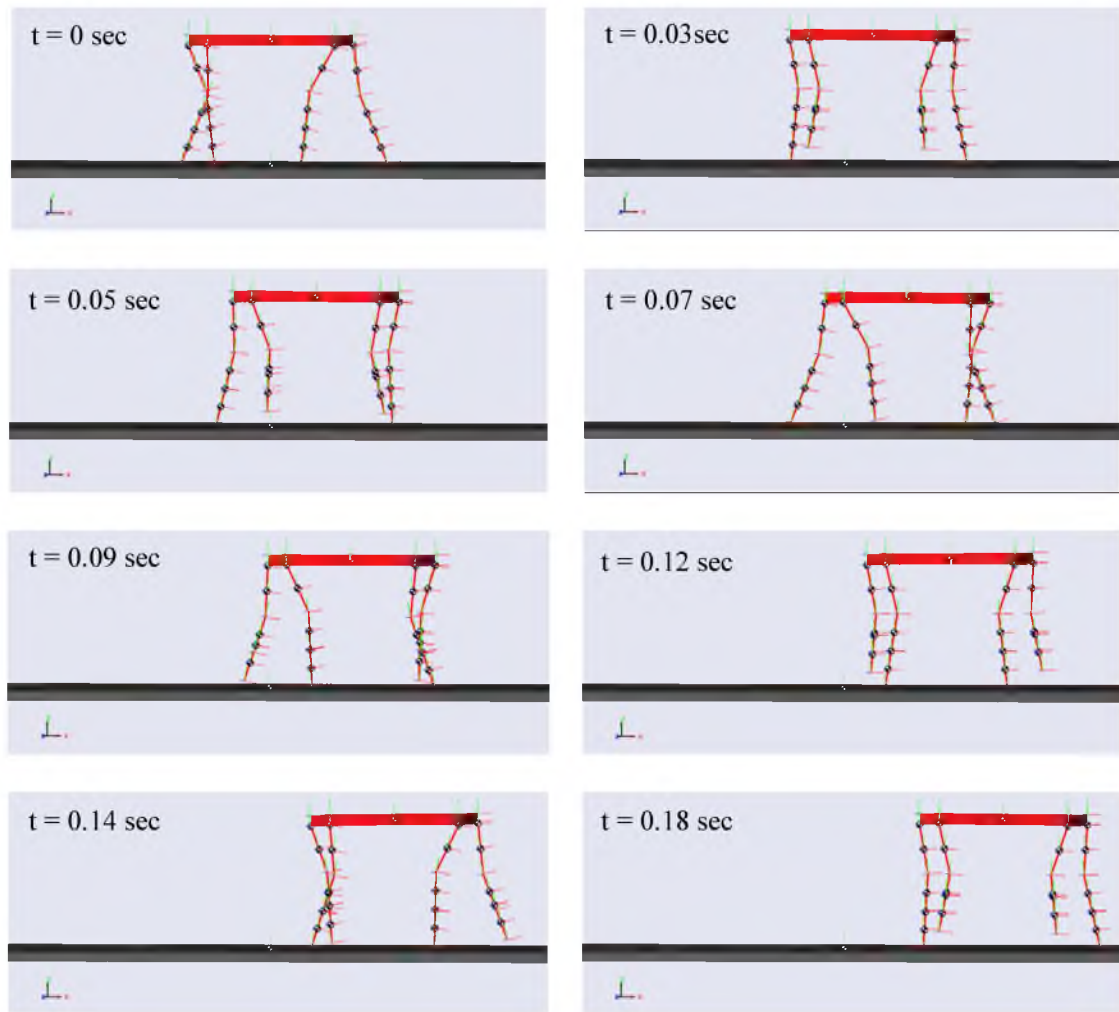 t = 0 sec
t = 0.03sec
t = 0.05 sec
t = 0.07 sec
t = 0.09 sec
t = 0.12 sec
t = 0.14 sec
t = 0.18 sec